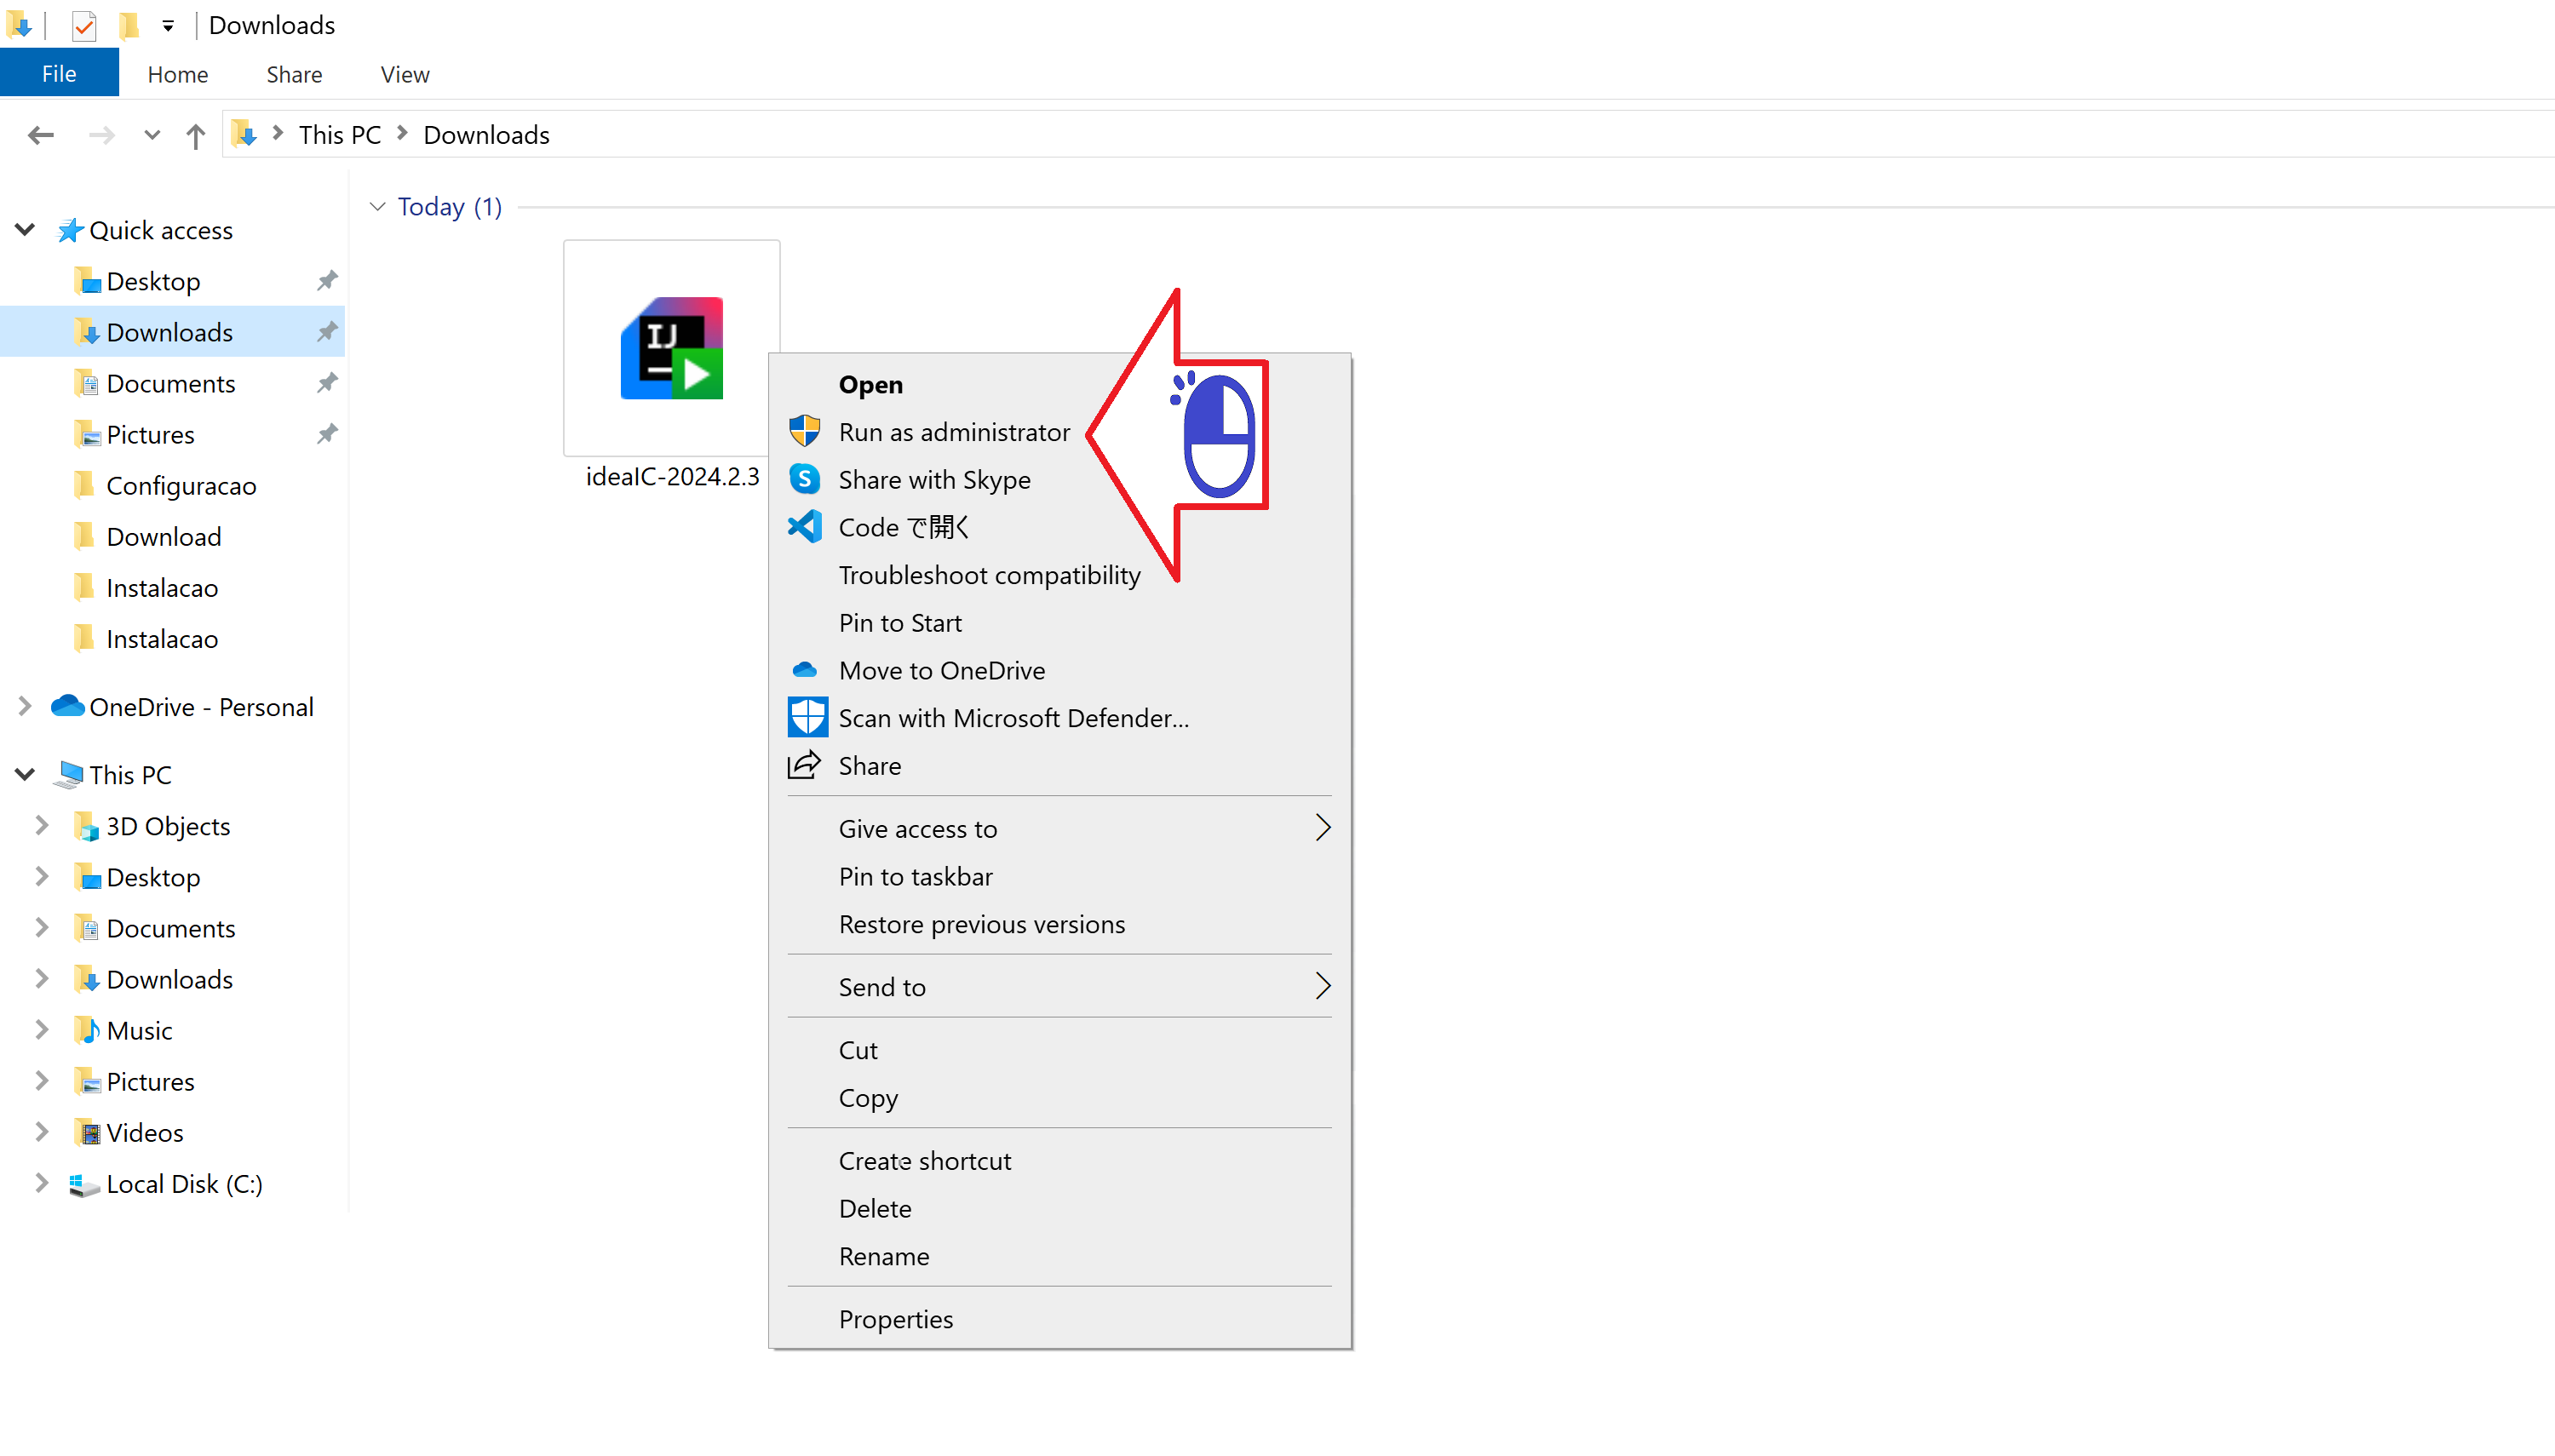 Downloads
File Home Share View
This PC Downloads
Quick access
Desktop
Downloads
Documents
Pictures
Configuracao
Download
Instalacao
Instalacao
OneDrive - Personal
This PC
3D Objects
Desktop
Documents
Downloads
Music
Pictures
Videos
Local Disk (C:)
Today (1)
IJ
ideaIC-2024.2.3
Open
Run as administrator
S
Share with Skype
Code で開く
Troubleshoot compatibility
Pin to Start
Move to OneDrive
Scan with Microsoft Defender...
Share
Give access to
Pin to taskbar
Restore previous versions
Send to
Cut
Copy
Create shortcut
Delete
Rename
Properties